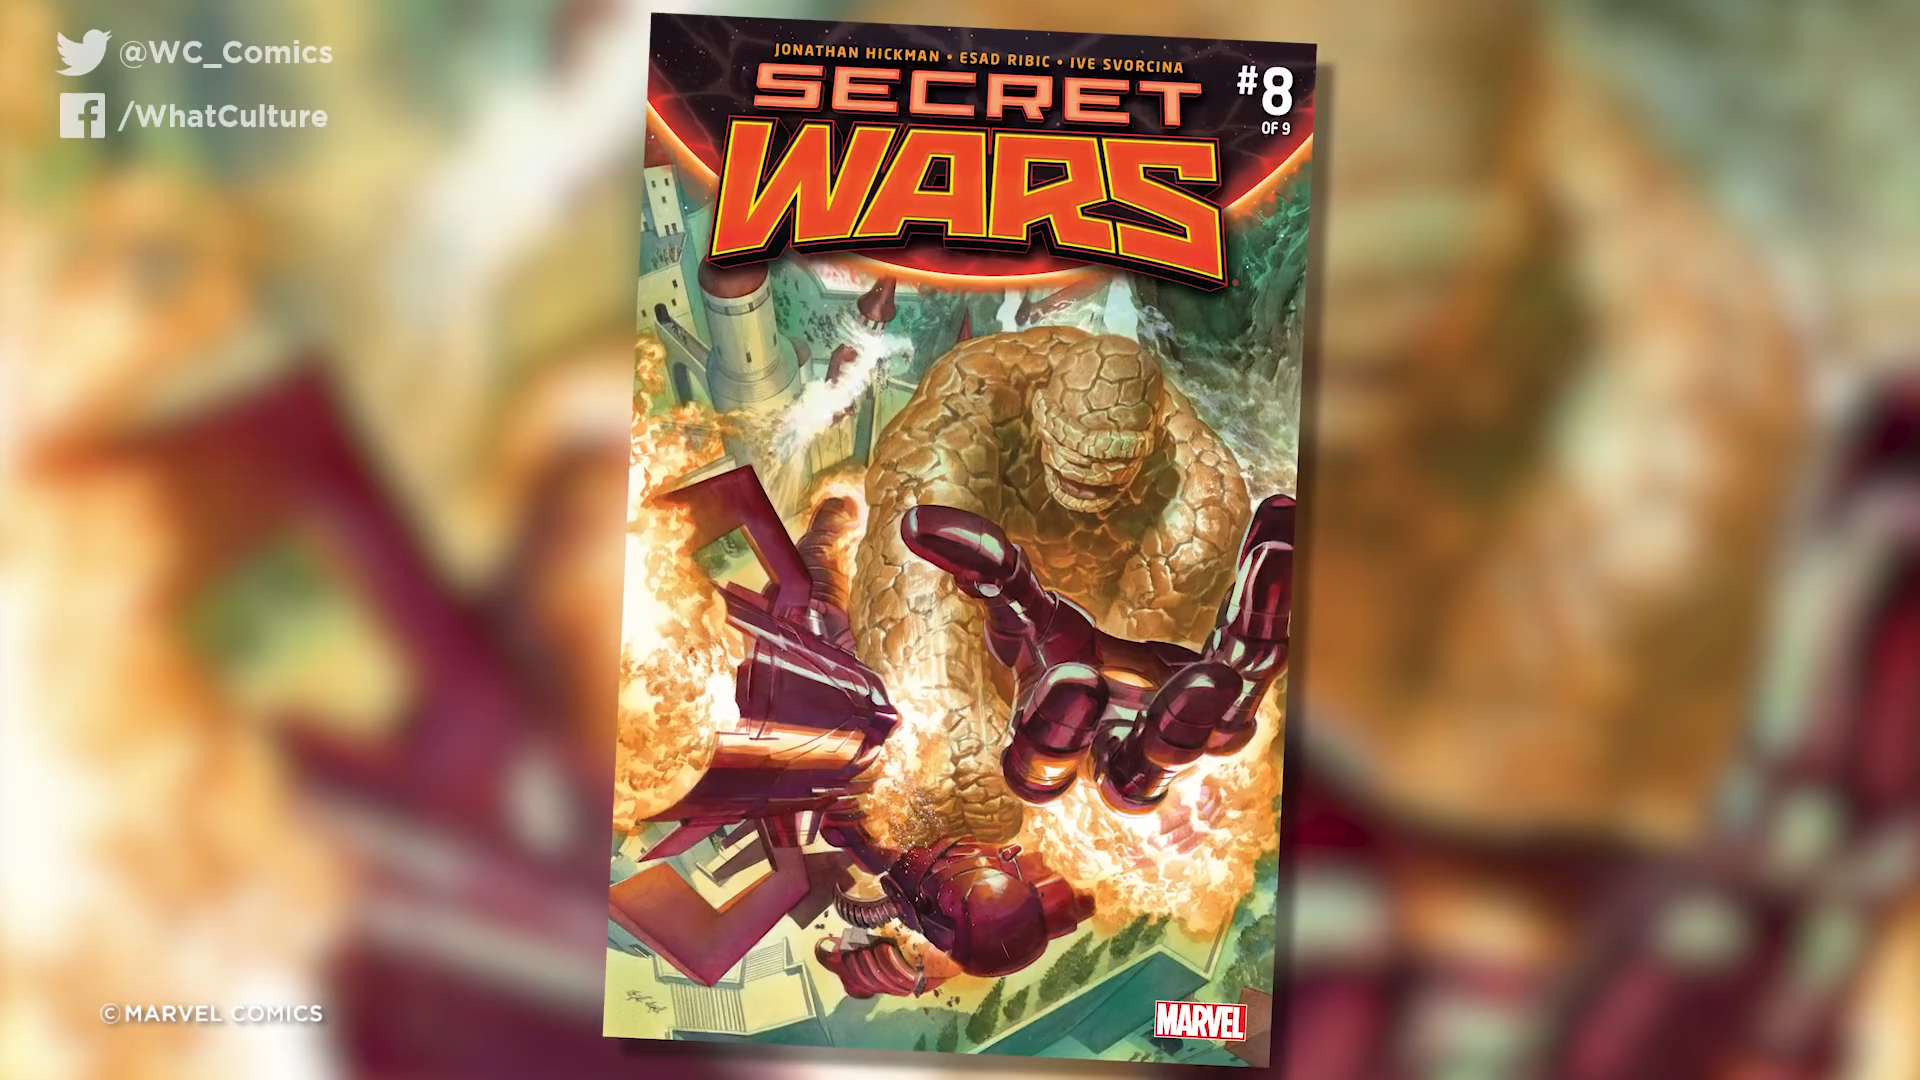 @WC_Comics
/WhatCulture
JONATHAN HICKMAN • ESAD RIBIC • IVE SVORCINA
SECRET
WARS
#8
OF 9
MARVEL
©MARVEL COMICS